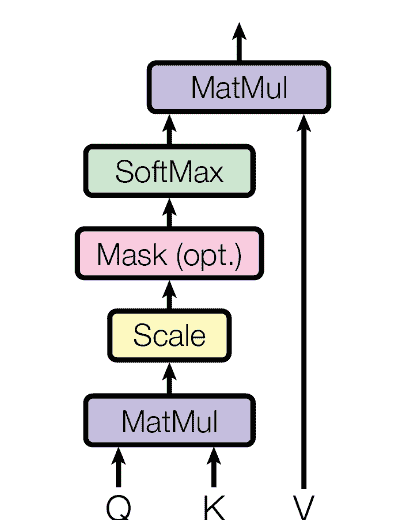 MatMul
SoftMax
Mask (opt.)
Scale
MatMul
Q K V